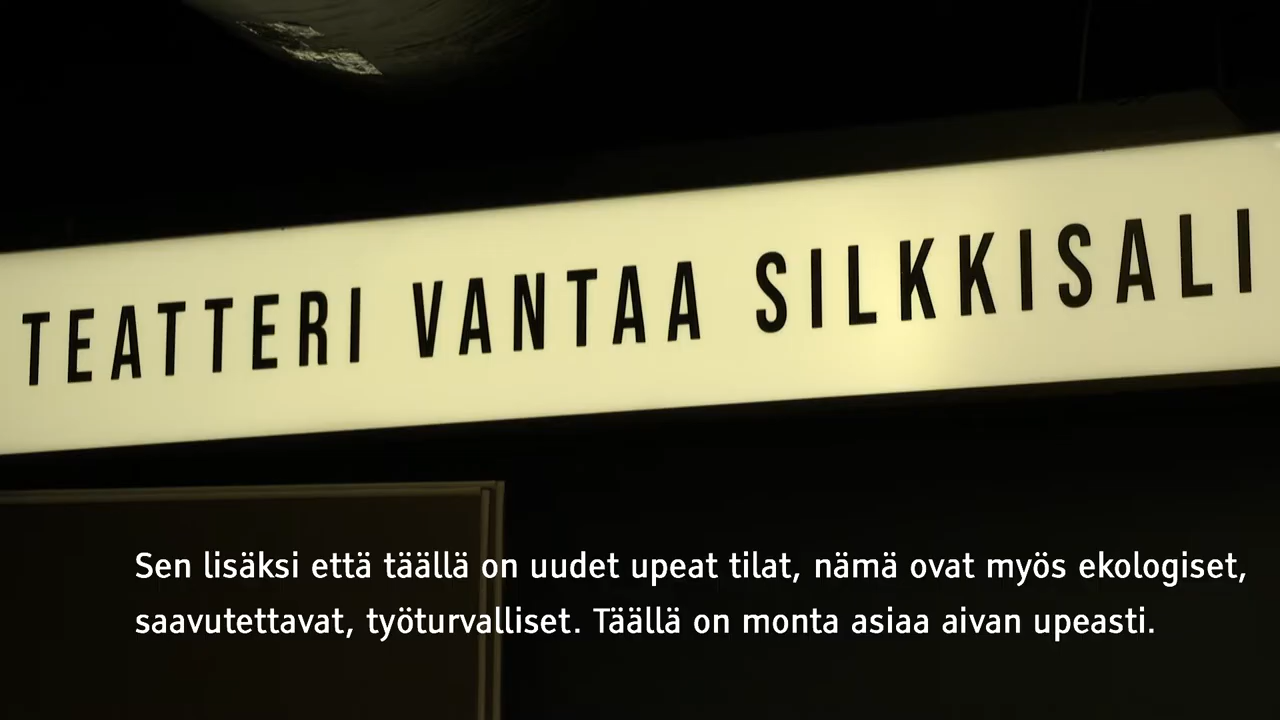 TEATTERI VANTAA SILKKISALI
Sen lisäksi että täällä on uudet upeat tilat, nämä ovat myös ekologiset,
saavutettavat, työturvalliset. Täällä on monta asiaa aivan upeasti.